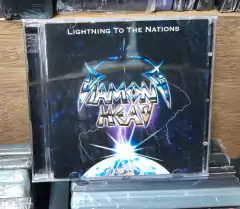 LIGHTNING TO THE NATIONS
DIAMOND
HEAD